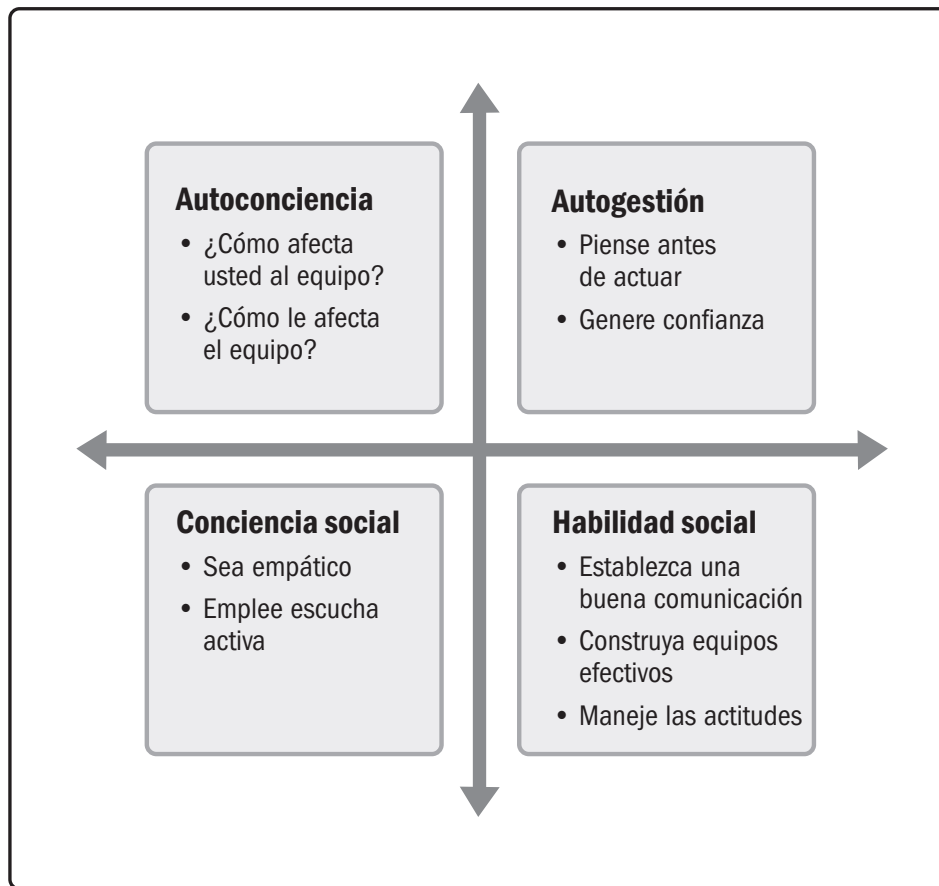 Autoconciencia
• ¿Cómo afecta
usted al equipo?
• ¿Cómo le afecta
el equipo?
Autogestión
• Piense antes
de actuar
• Genere confianza
Conciencia social
• Sea empático
• Emplee escucha
activa
Habilidad social
• Establezca una
buena comunicación
• Construya equipos
efectivos
• Maneje las actitudes